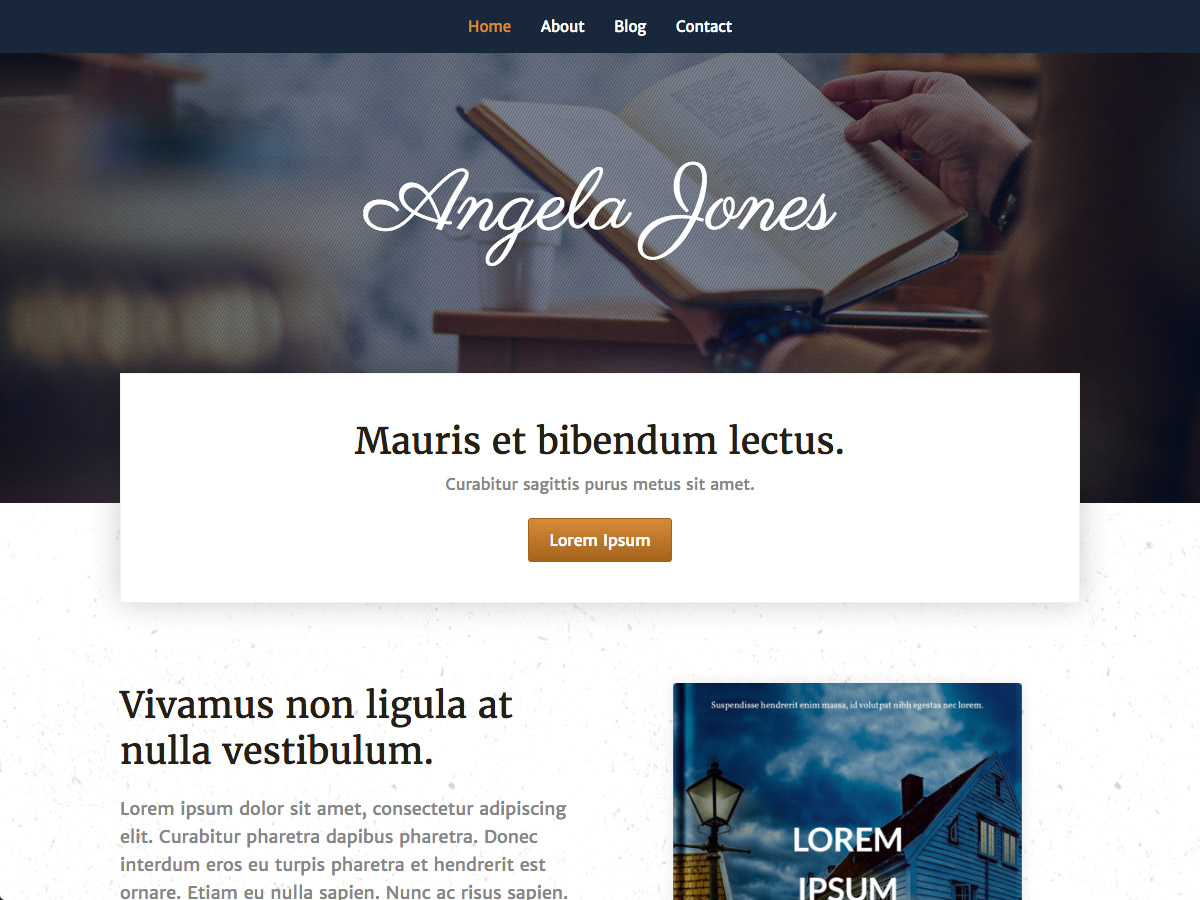 Home About Blog Contact
Angela Jones
Mauris et bibendum lectus.
Curabitur sagittis purus metus sit amet.
Lorem Ipsum
Vivamus non ligula at
nulla vestibulum.
Lorem ipsum dolor sit amet, consectetur adipiscing
elit. Curabitur pharetra dapibus pharetra. Donec
interdum eros eu turpis pharetra et hendrerit est
ornare. Etiam eu nulla sapien. Nunc ac risus sapien.
Suspendisse hendrerit enim massa, id volutpat nibh egestas nec lorem.
LOREM
IPSUM